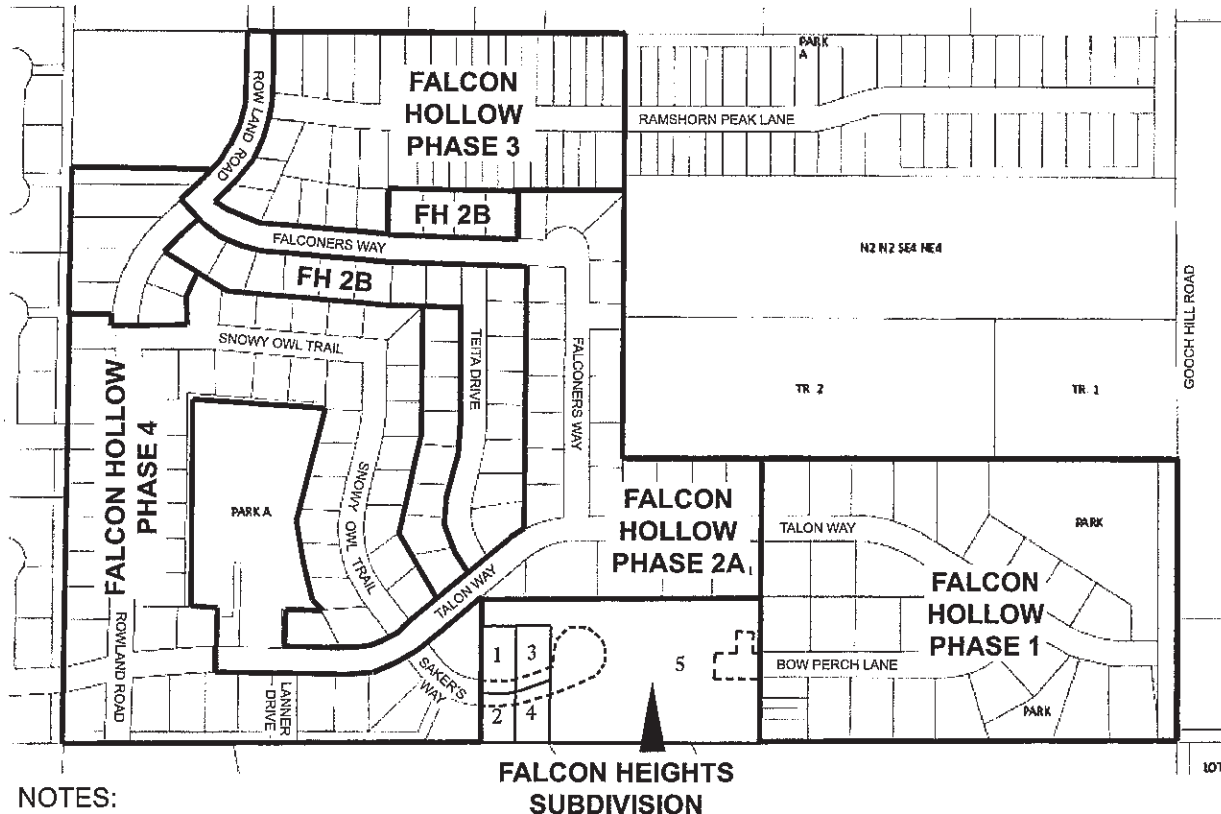 PARK
A
FALCON
HOLLOW
PHASE 3
ROW LAND ROAD
RAMSHORN PEAK LANE
FH 2B
FALCONERS WAY
N2 N2 SE4 NE4
FH 2B
GOOCH HILL ROAD
SNOWY OWL TRAIL
TEITA DRIVE
FALCONERS WAY
TR. 2
TR. 1
FALCON HOLLOW
PHASE 4
PARK A
SNOWY OWL TRAIL
FALCON
HOLLOW
PHASE 2A
TALON WAY
PARK
FALCON
HOLLOW
PHASE 1
TALON WAY
ROWLAND ROAD
LANNER
DRIVE
SAKER'S
WAY
1
3
5
2
4
BOW PERCH LANE
PARK
LOT
FALCON HEIGHTS
SUBDIVISION
NOTES: